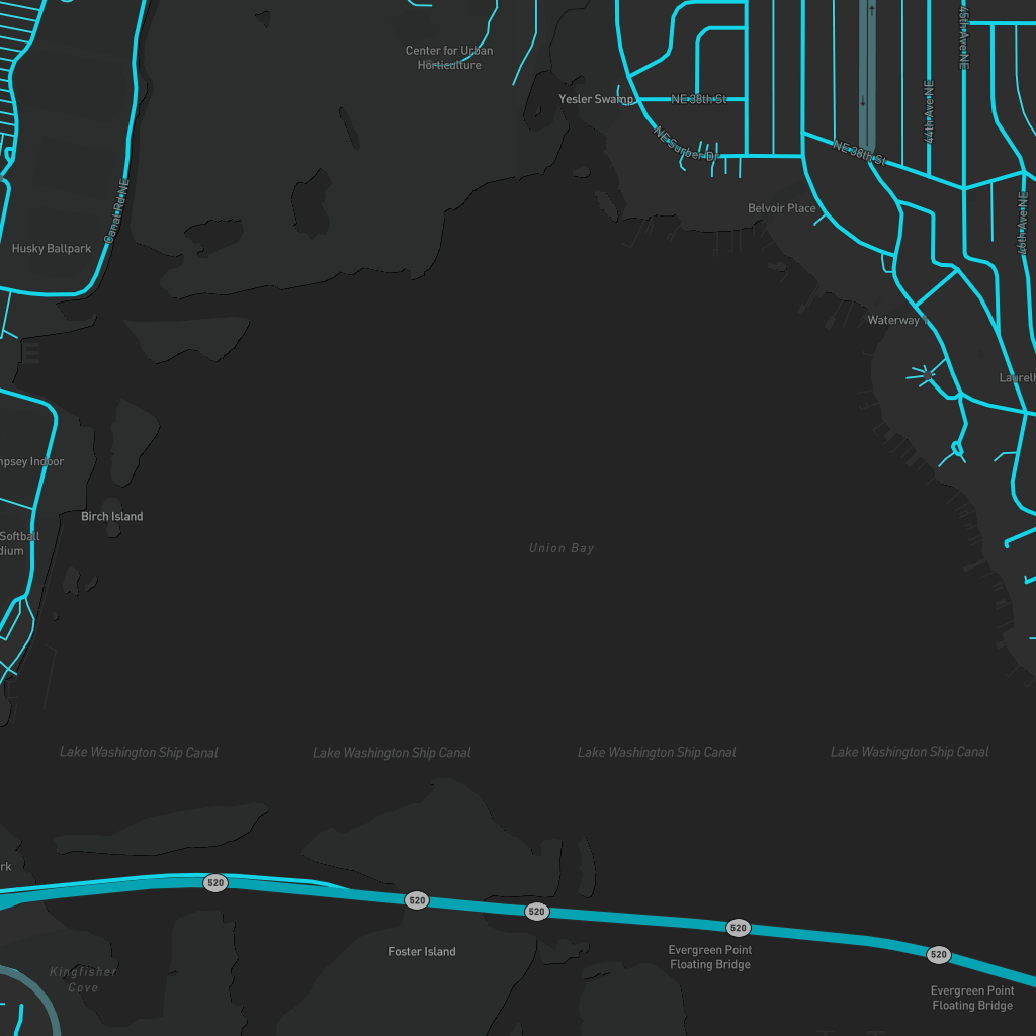 45th Ave NE
Center for Urban
Horticulture
Yesler Swamp
NE 38th St
44th Ave NE
NE Surber Dr
NE 38th St
Canal Rd NE
Belvoir Place
46th Ave NE
Husky Ballpark
Waterway 1
Laurelh
mpsey Indoor
Birch Island
Softball
dium
Union Bay
Lake Washington Ship Canal
Lake Washington Ship Canal
Lake Washington Ship Canal
Lake Washington Ship Canal
rk
520
520
520
520
520
Foster Island
Evergreen Point
Floating Bridge
Kingfisher
Cove
Evergreen Point
Floating Bridge